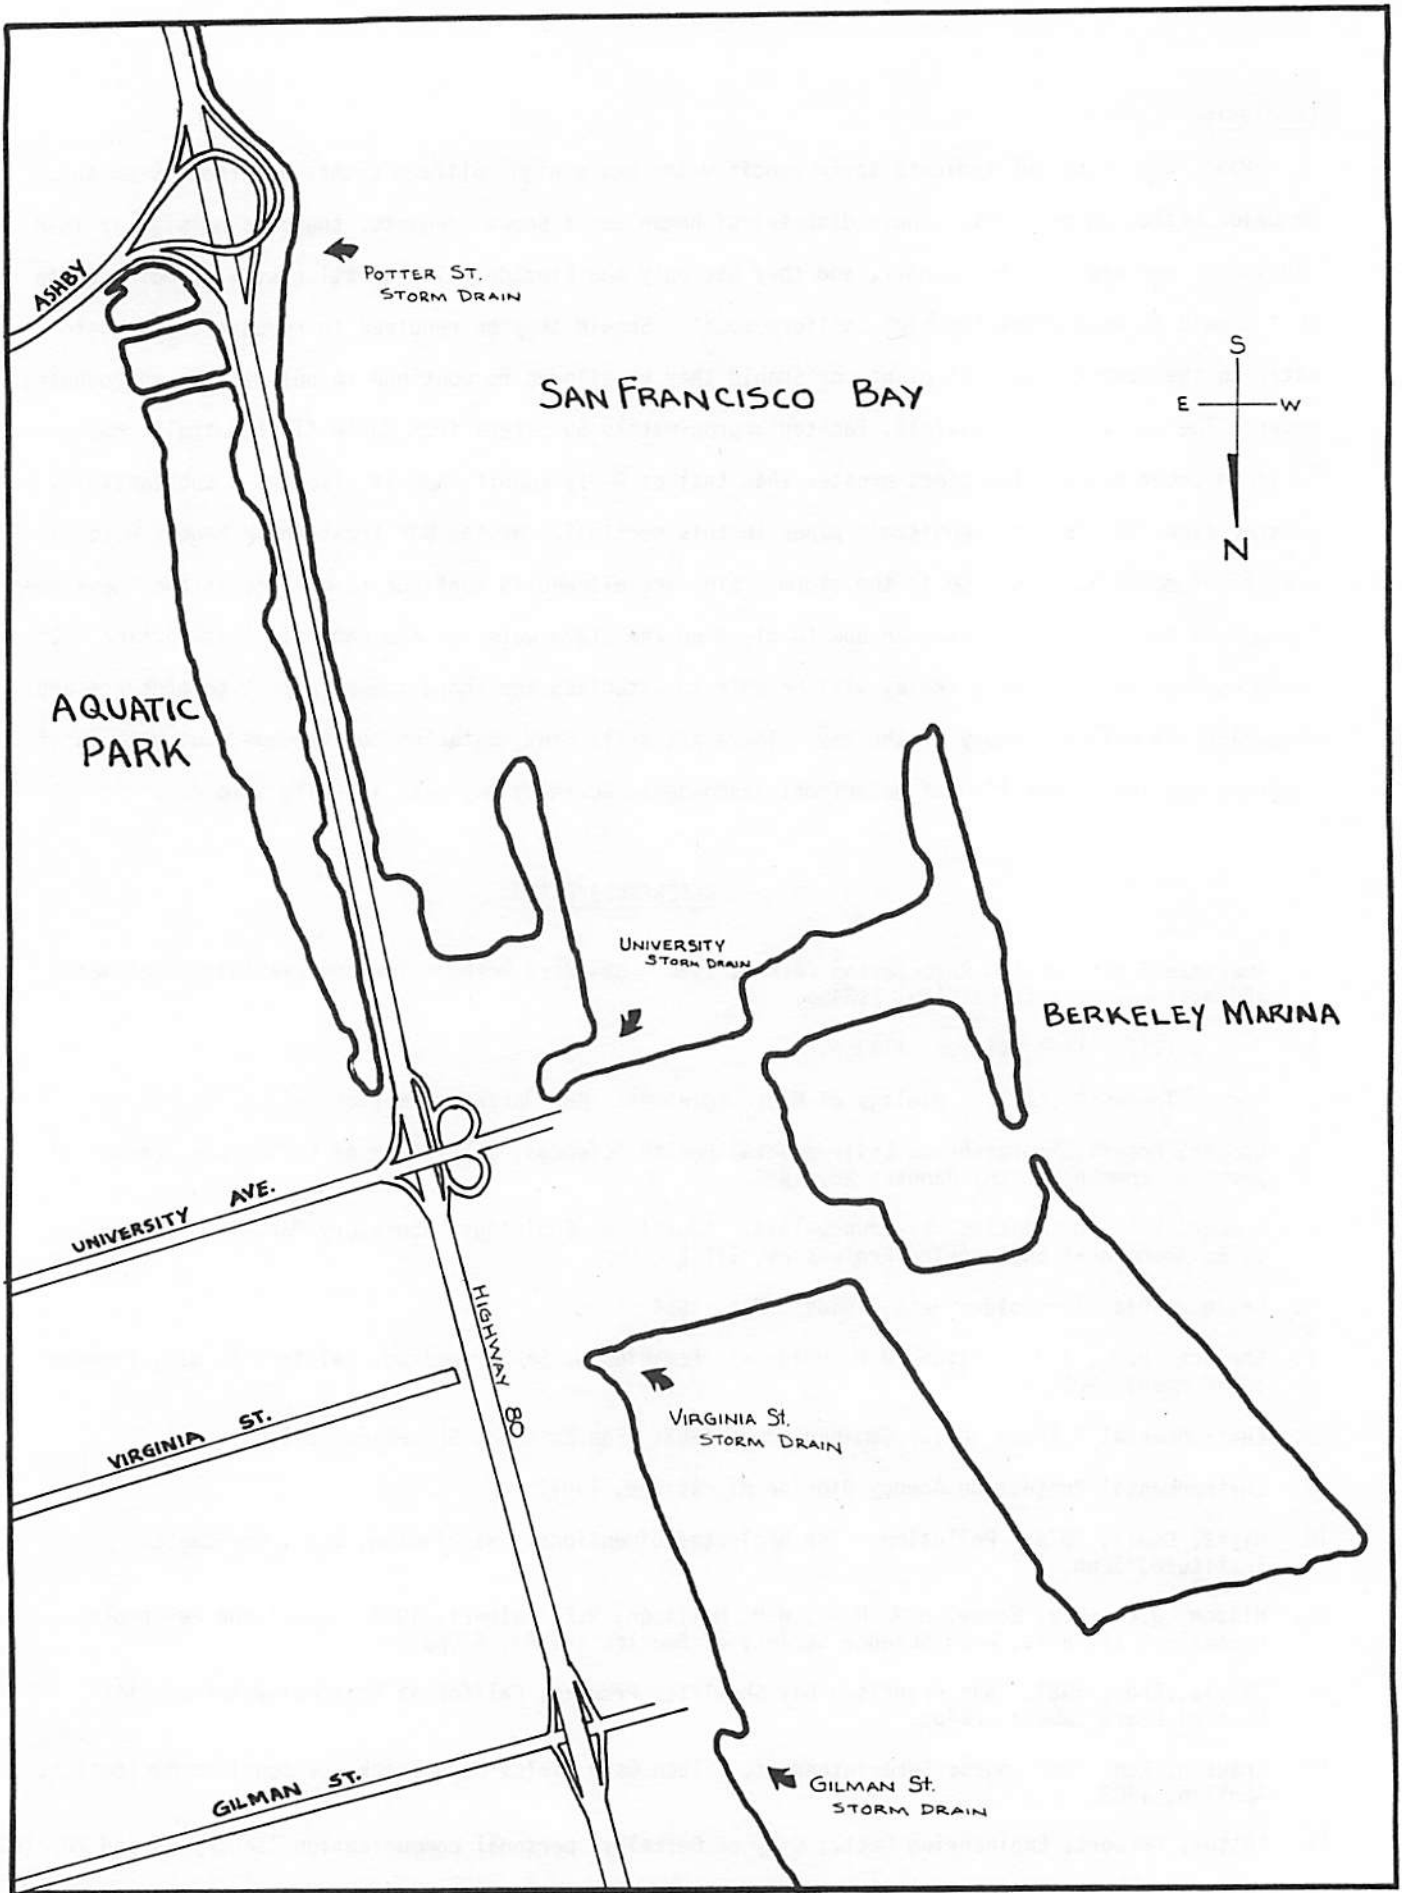 ASHBY
POTTER ST.
STORM DRAIN
SAN FRANCISCO BAY
S
E W
N
AQUATIC
PARK
UNIVERSITY
STORM DRAIN
BERKELEY MARINA
UNIVERSITY AVE.
HIGHWAY 80
VIRGINIA ST.
VIRGINIA St.
STORM DRAIN
GILMAN ST.
GILMAN St.
STORM DRAIN